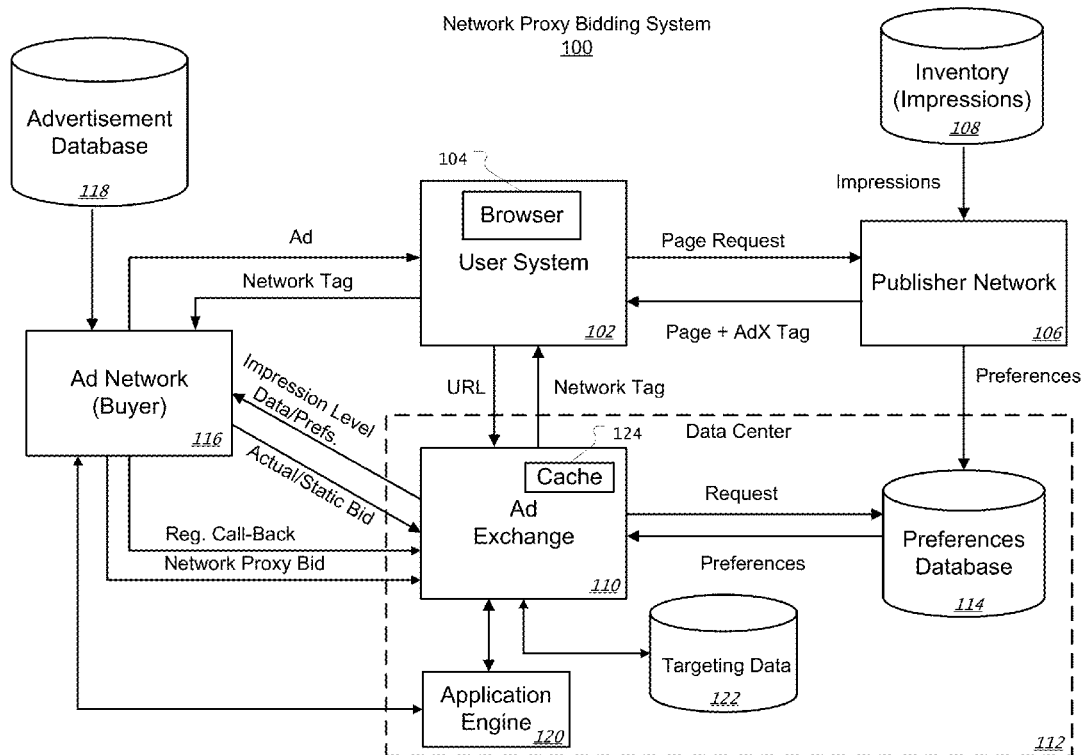 Network Proxy Bidding System
100
Advertisement
Database
118
Inventory
(Impressions)
108
Impressions
104
Browser
User System
102
Ad
Network Tag
Page Request
Page + AdX Tag
Publisher Network
106
Preferences
Ad Network
(Buyer)
116
Impression Level
Data/Prefs.
Actual/Static Bid
URL
Network Tag
124
Data Center
Cache
Ad
Exchange
110
Request
Preferences
Preferences
Database
114
Reg. Call-Back
Network Proxy Bid
Targeting Data
122
Application
Engine
120
112